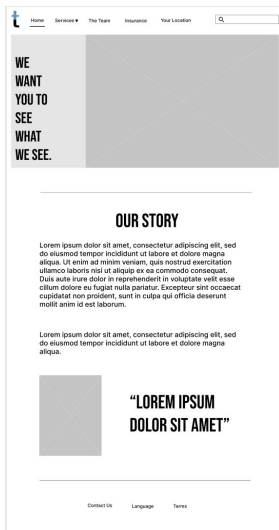 Home Services ▼ The Team Insurance Your Location
WE
WANT
YOU TO
SEE
WHAT
WE SEE.
OUR STORY
Lorem ipsum dolor sit amet, consectetur adipiscing elit, sed
do eiusmod tempor incididunt ut labore et dolore magna
aliqua. Ut enim ad minim veniam, quis nostrud exercitation
ullamco laboris nisi ut aliquip ex ea commodo consequat.
Duis aute irure dolor in reprehenderit in voluptate velit esse
cillum dolore eu fugiat nulla pariatur. Excepteur sint occaecat
cupidatat non proident, sunt in culpa qui officia deserunt
mollit anim id est laborum.
Lorem ipsum dolor sit amet, consectetur adipiscing elit, sed
do eiusmod tempor incididunt ut labore et dolore magna
aliqua.
“LOREM IPSUM
DOLOR SIT AMET”
Contact Us Language Terms